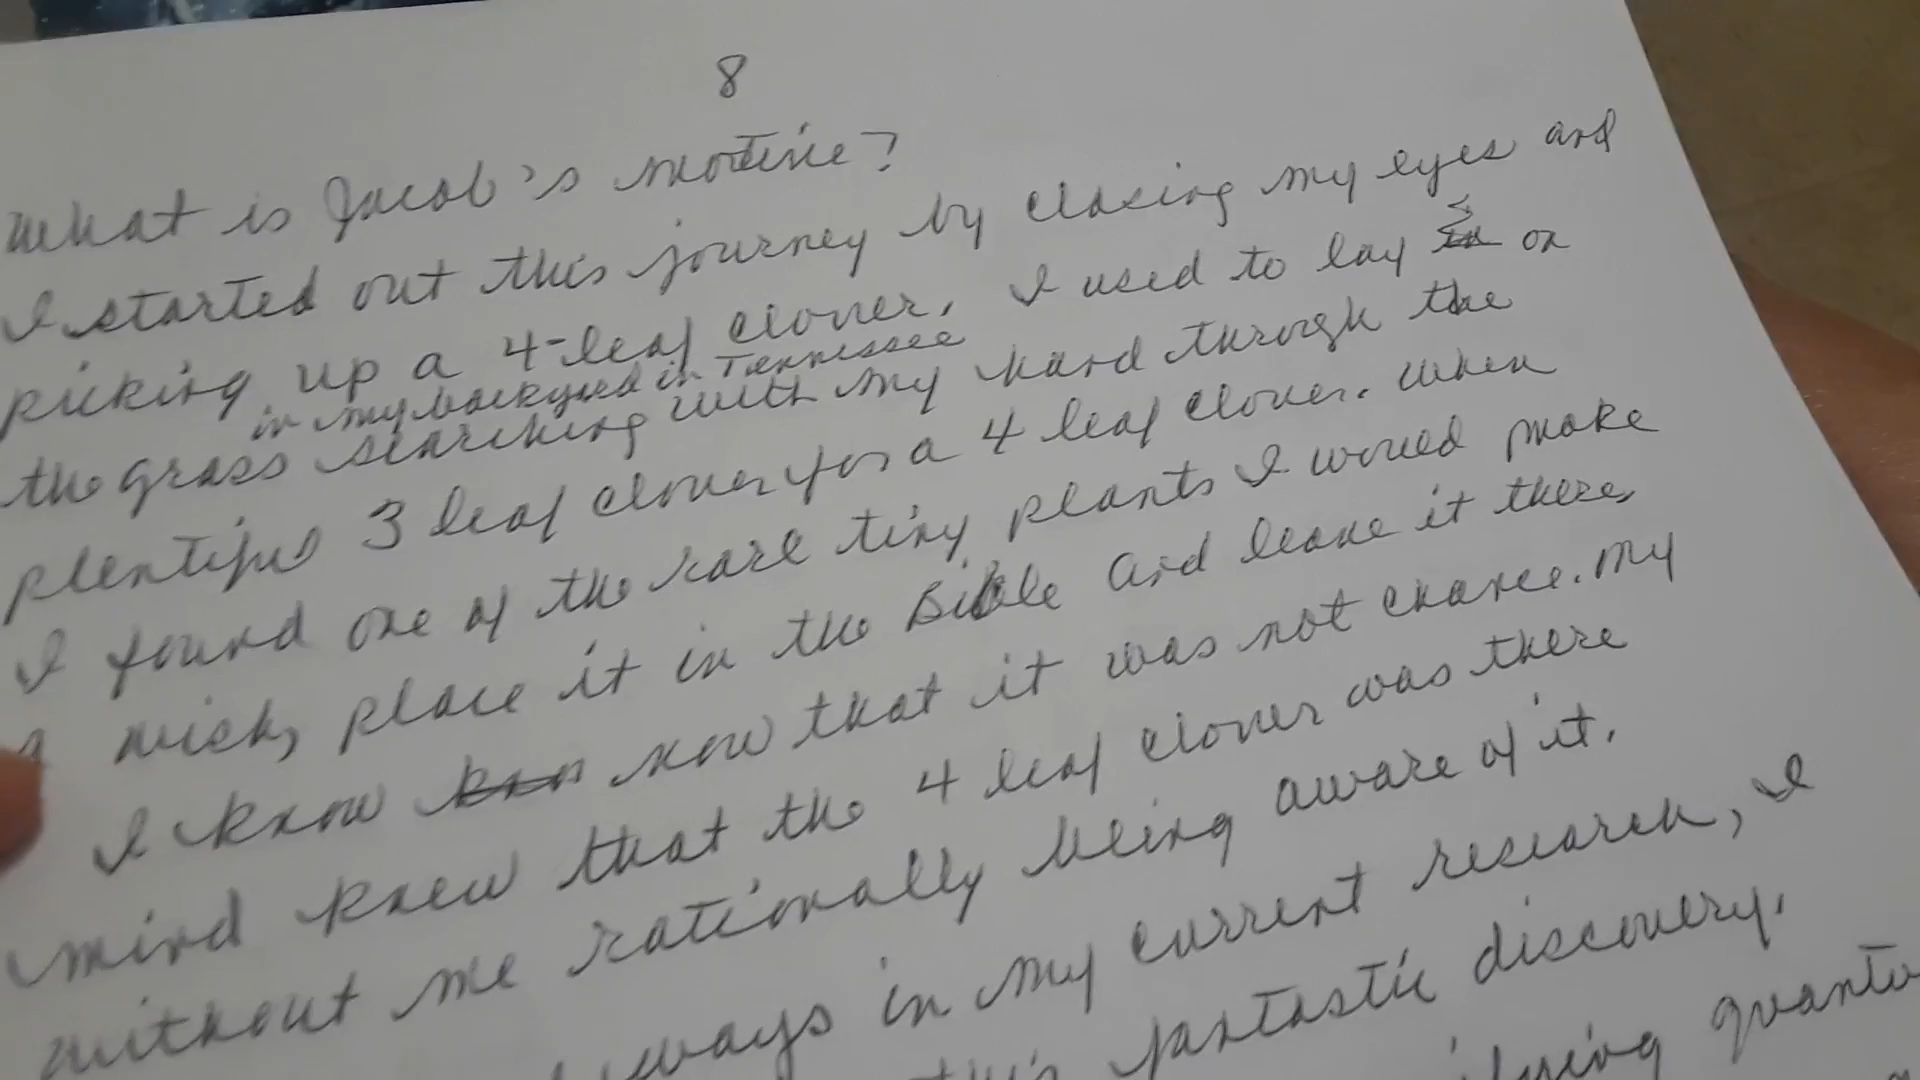 8
What is Jacob's motive?
I started out this journey by closing my eyes and
picking up a 4-leaf clover, I used to lay in on
in my backyard in Tennessee
the grass searching with my hand through the
plentiful 3 leaf clover for a 4 leaf clover. When
I found one of the rare tiny plants I would make
a wish, place it in the Bible and leave it there,
I know now that it was not chance. My
mind knew that the 4 leaf clover was there
without me rationally being aware of it.
ways in my current research, I
this fantastic discovery.